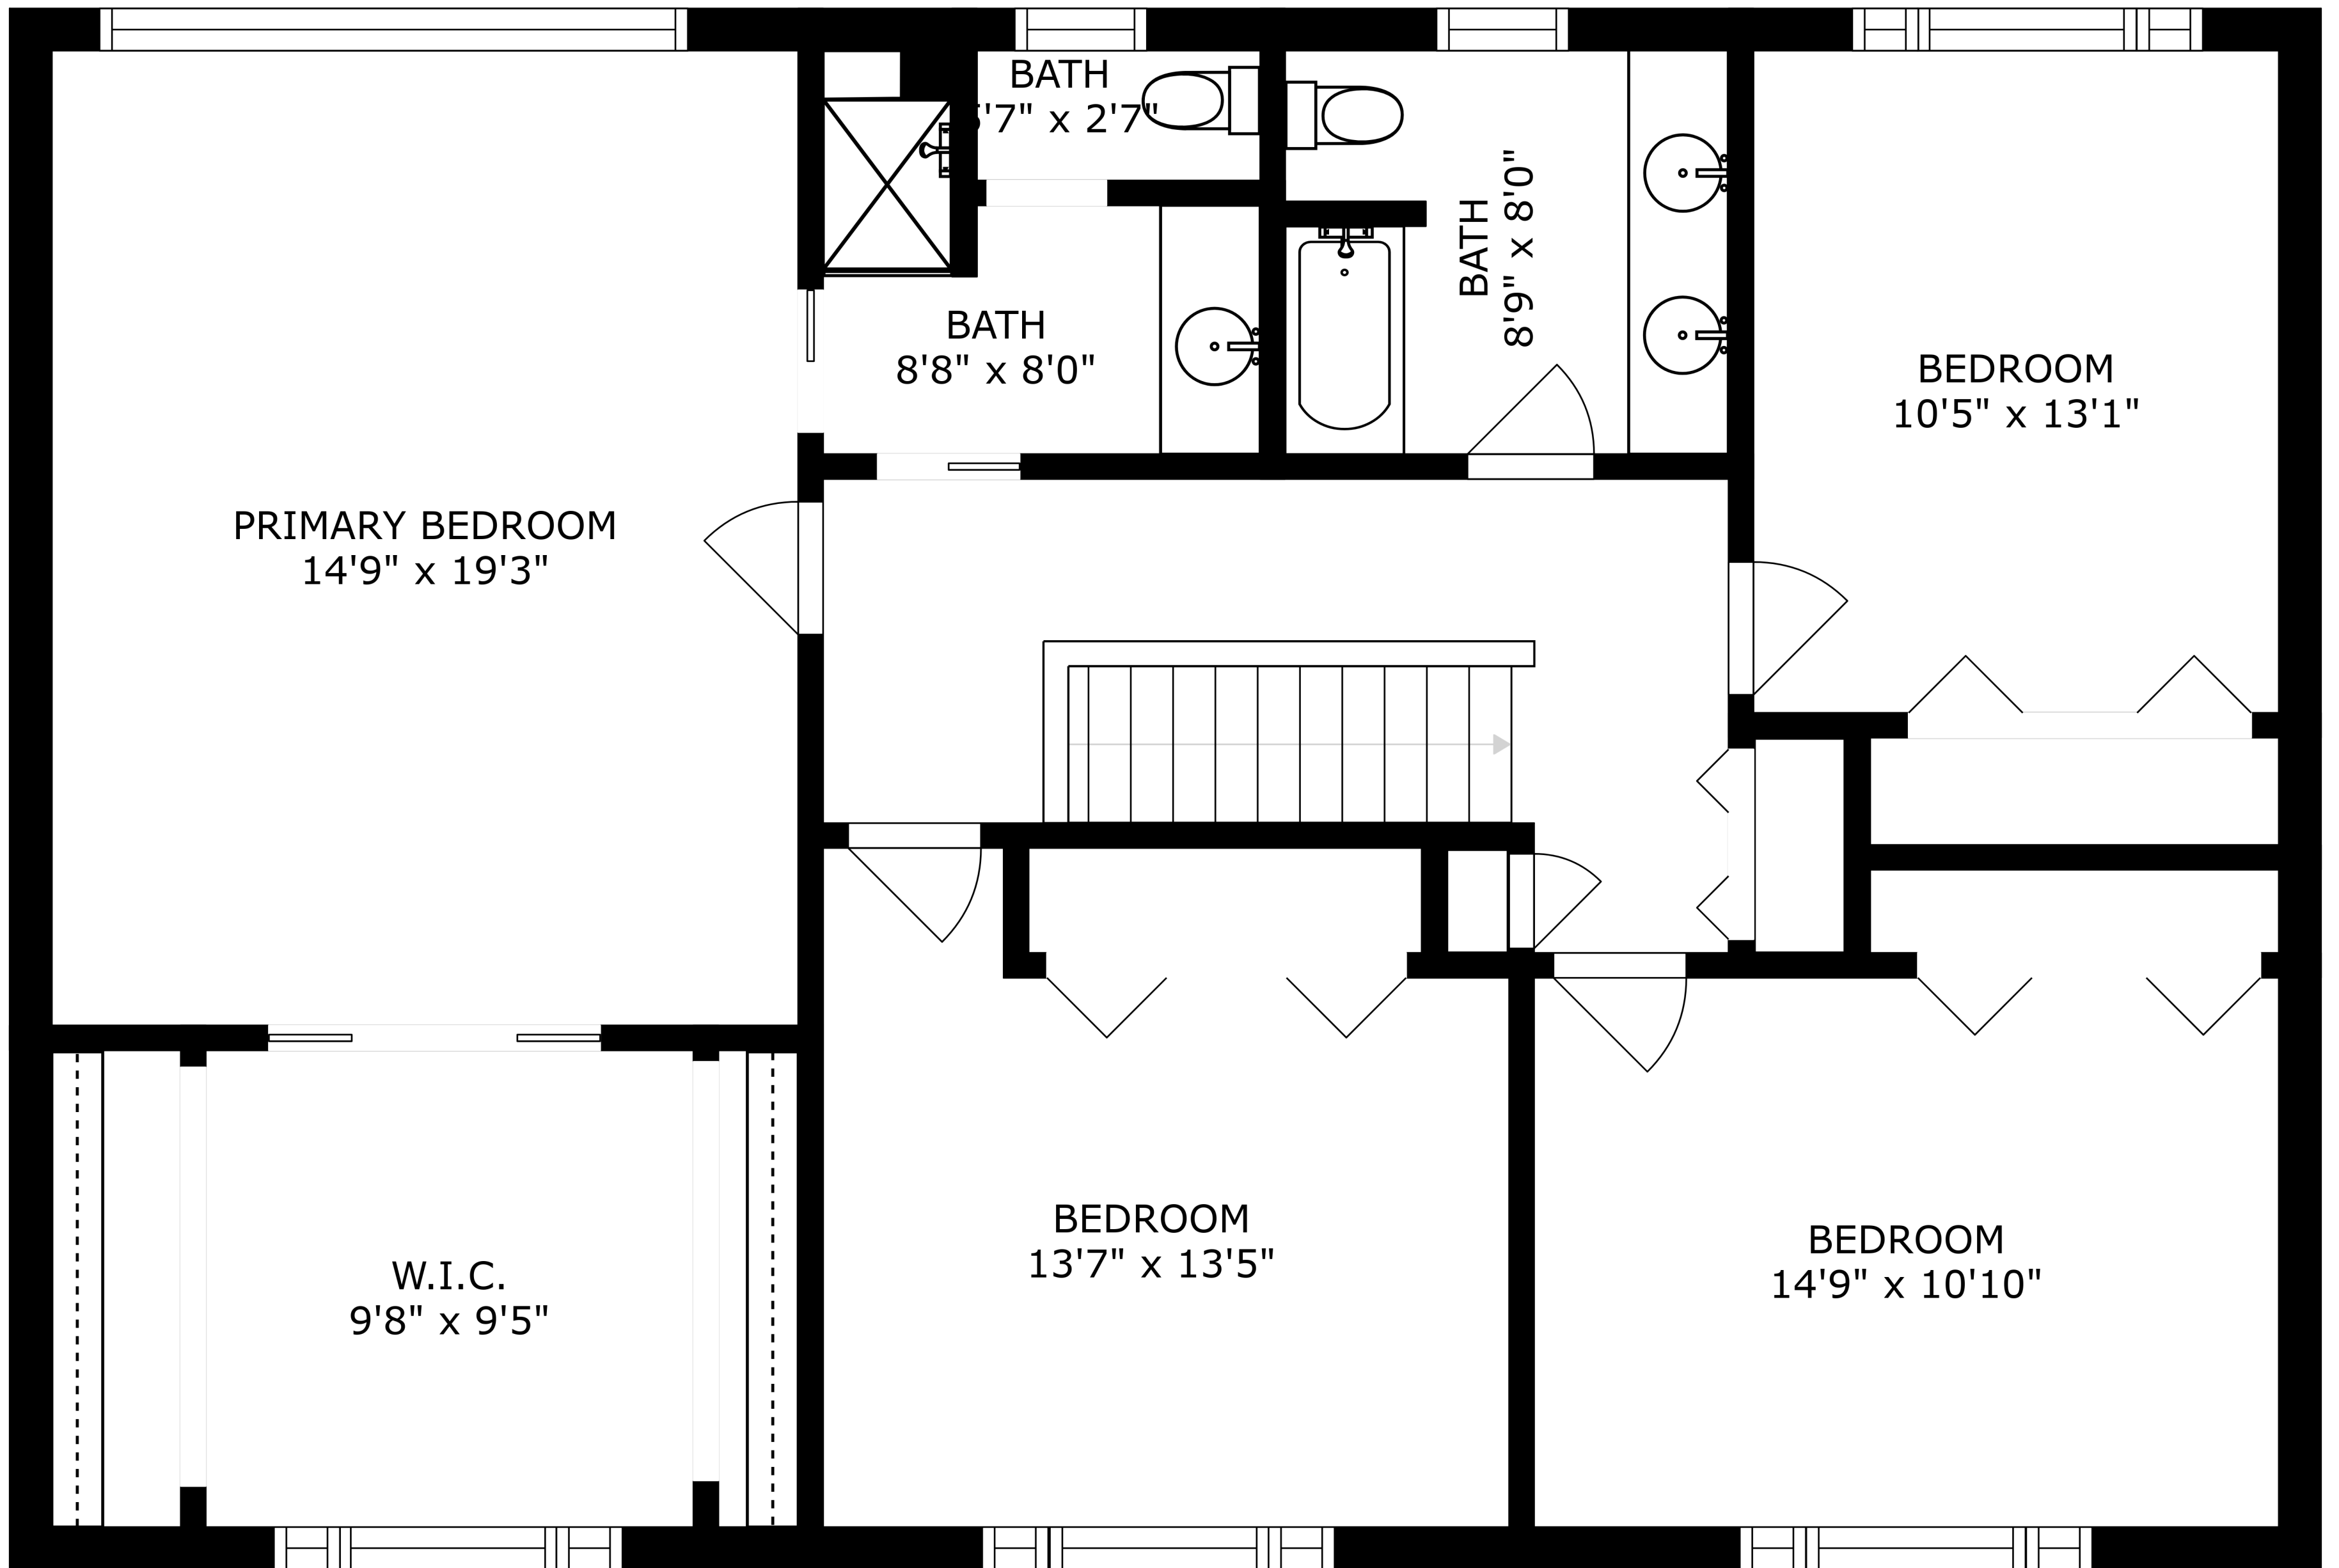 BATH
'7" x 2'7"
BATH
8'9" x 8'0"
BATH
8'8" x 8'0"
BEDROOM
10'5" x 13'1"
PRIMARY BEDROOM
14'9" x 19'3"
BEDROOM
13'7" x 13'5"
BEDROOM
14'9" x 10'10"
W.I.C.
9'8" x 9'5"